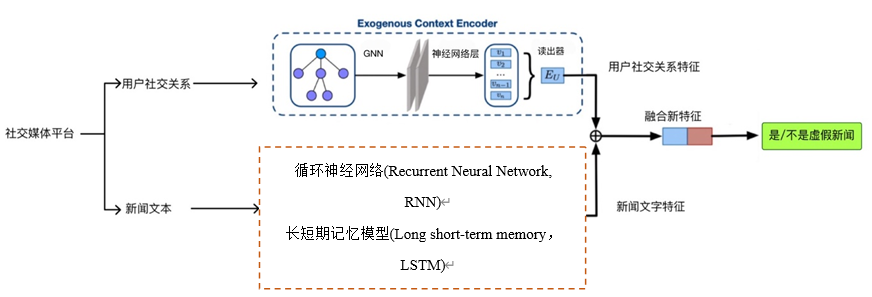 Exogenous Context Encoder
GNN
神经网络层
υ₁
υ₂
...
υₙ₋₁
υₙ
读出器
E_U
用户社交关系
用户社交关系特征
社交媒体平台
融合新特征
⊕
是/不是虚假新闻
循环神经网络(Recurrent Neural Network,
RNN)↵
长短期记忆模型(Long short-term memory，
LSTM)↵
新闻文本
新闻文字特征